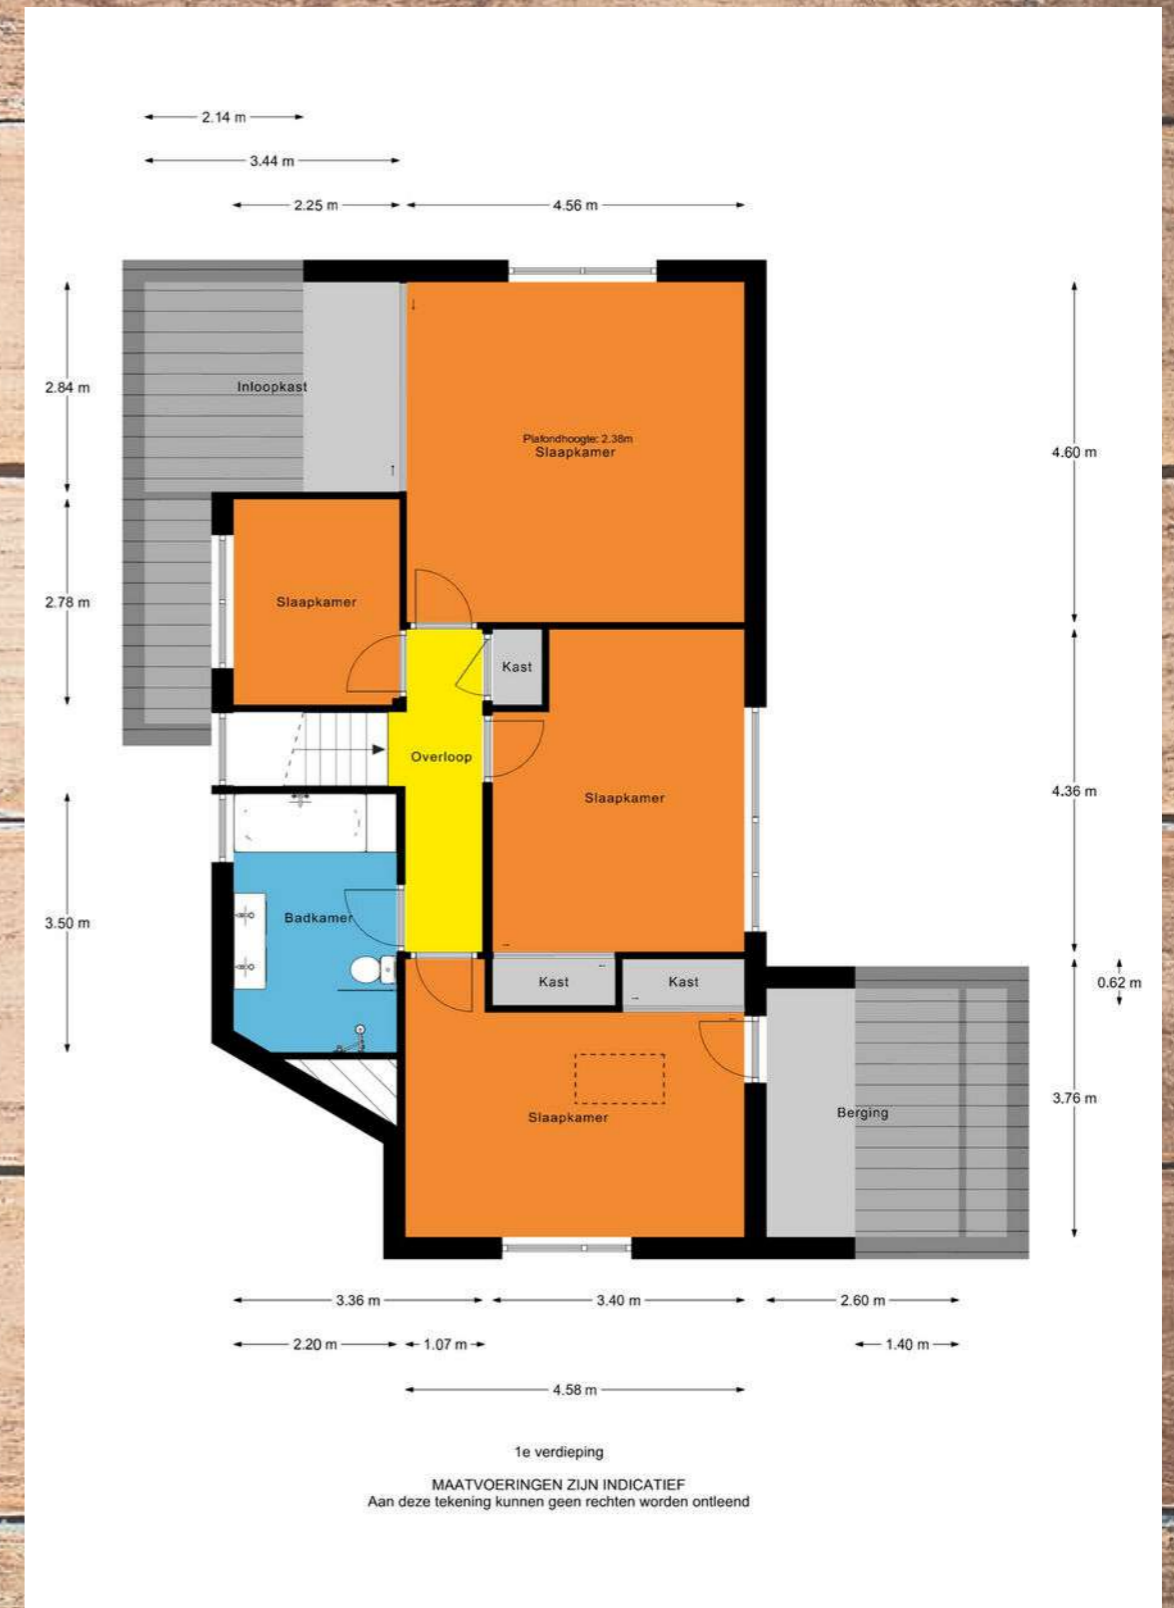 2.14 m
3.44 m
2.25 m
4.56 m
2.84 m
Inloopkast
Plafondhoogte: 2.38m
Slaapkamer
4.60 m
2.78 m
Slaapkamer
Kast
Overloop
Slaapkamer
4.36 m
3.50 m
Badkamer
Kast
Kast
0.62 m
Slaapkamer
Berging
3.76 m
3.36 m
3.40 m
2.60 m
2.20 m
1.07 m
1.40 m
4.58 m
1e verdieping
MAATVOERINGEN ZIJN INDICATIEF
Aan deze tekening kunnen geen rechten worden ontleend